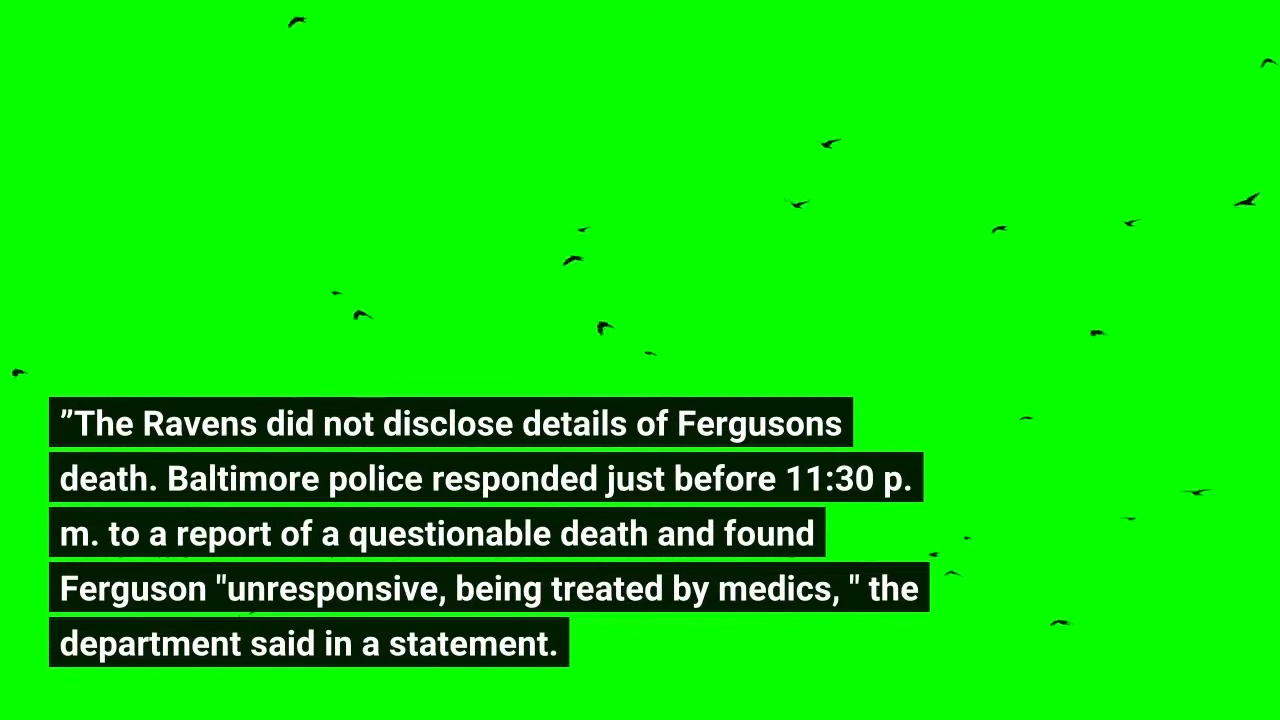 ”The Ravens did not disclose details of Fergusons
death. Baltimore police responded just before 11:30 p.
m. to a report of a questionable death and found
Ferguson "unresponsive, being treated by medics, " the
department said in a statement.